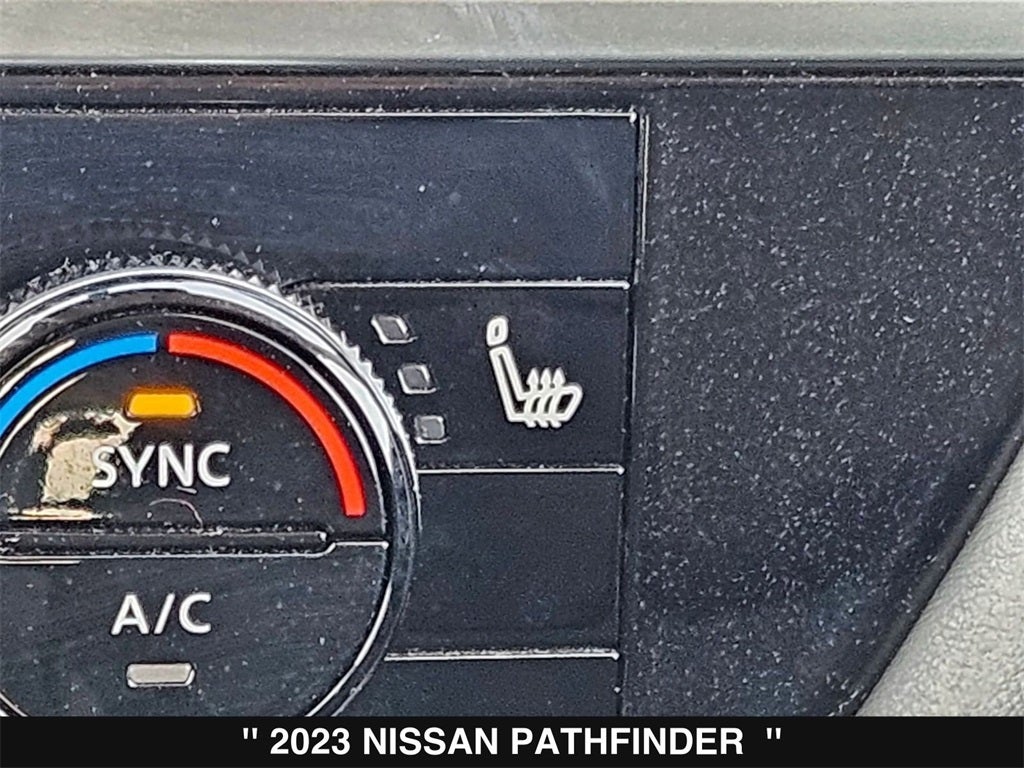 SYNC
A/C
" 2023 NISSAN PATHFINDER "